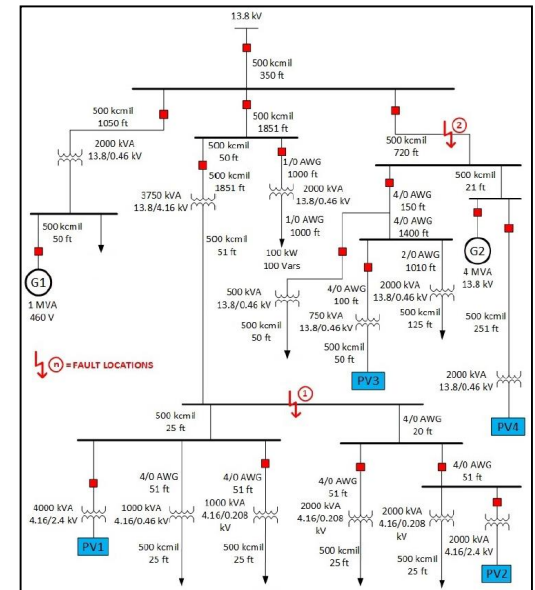 13.8 kV
500 kcmil
350 ft
500 kcmil
1050 ft
500 kcmil
1851 ft
2
500 kcmil
720 ft
2000 kVA
13.8/0.46 kV
500 kcmil
50 ft
500 kcmil
1851 ft
1/0 AWG
1000 ft
2000 kVA
13.8/0.46 kV
3750 kVA
13.8/4.16 kV
1/0 AWG
1000 ft
4/0 AWG
150 ft
500 kcmil
21 ft
4/0 AWG
1400 ft
500 kcmil
50 ft
500 kcmil
51 ft
100 kW
100 Vars
2/0 AWG
1010 ft
G2
4 MVA
13.8 kV
G1
1 MVA
460 V
500 kVA
13.8/0.46 kV
4/0 AWG
100 ft
2000 kVA
13.8/0.46 kV
750 kVA
13.8/0.46 kV
500 kcmil
125 ft
500 kcmil
251 ft
500 kcmil
50 ft
500 kcmil
50 ft
n = FAULT LOCATIONS
PV3
2000 kVA
13.8/0.46 kV
1
PV4
500 kcmil
25 ft
4/0 AWG
20 ft
4/0 AWG
51 ft
4/0 AWG
51 ft
4/0 AWG
51 ft
4/0 AWG
51 ft
4000 kVA
4.16/2.4 kV
1000 kVA
4.16/0.46 kV
1000 kVA
4.16/0.208
kV
2000 kVA
4.16/0.208
kV
2000 kVA
4.16/0.208
kV
2000 kVA
4.16/2.4 kV
PV1
500 kcmil
25 ft
500 kcmil
25 ft
500 kcmil
25 ft
500 kcmil
25 ft
PV2